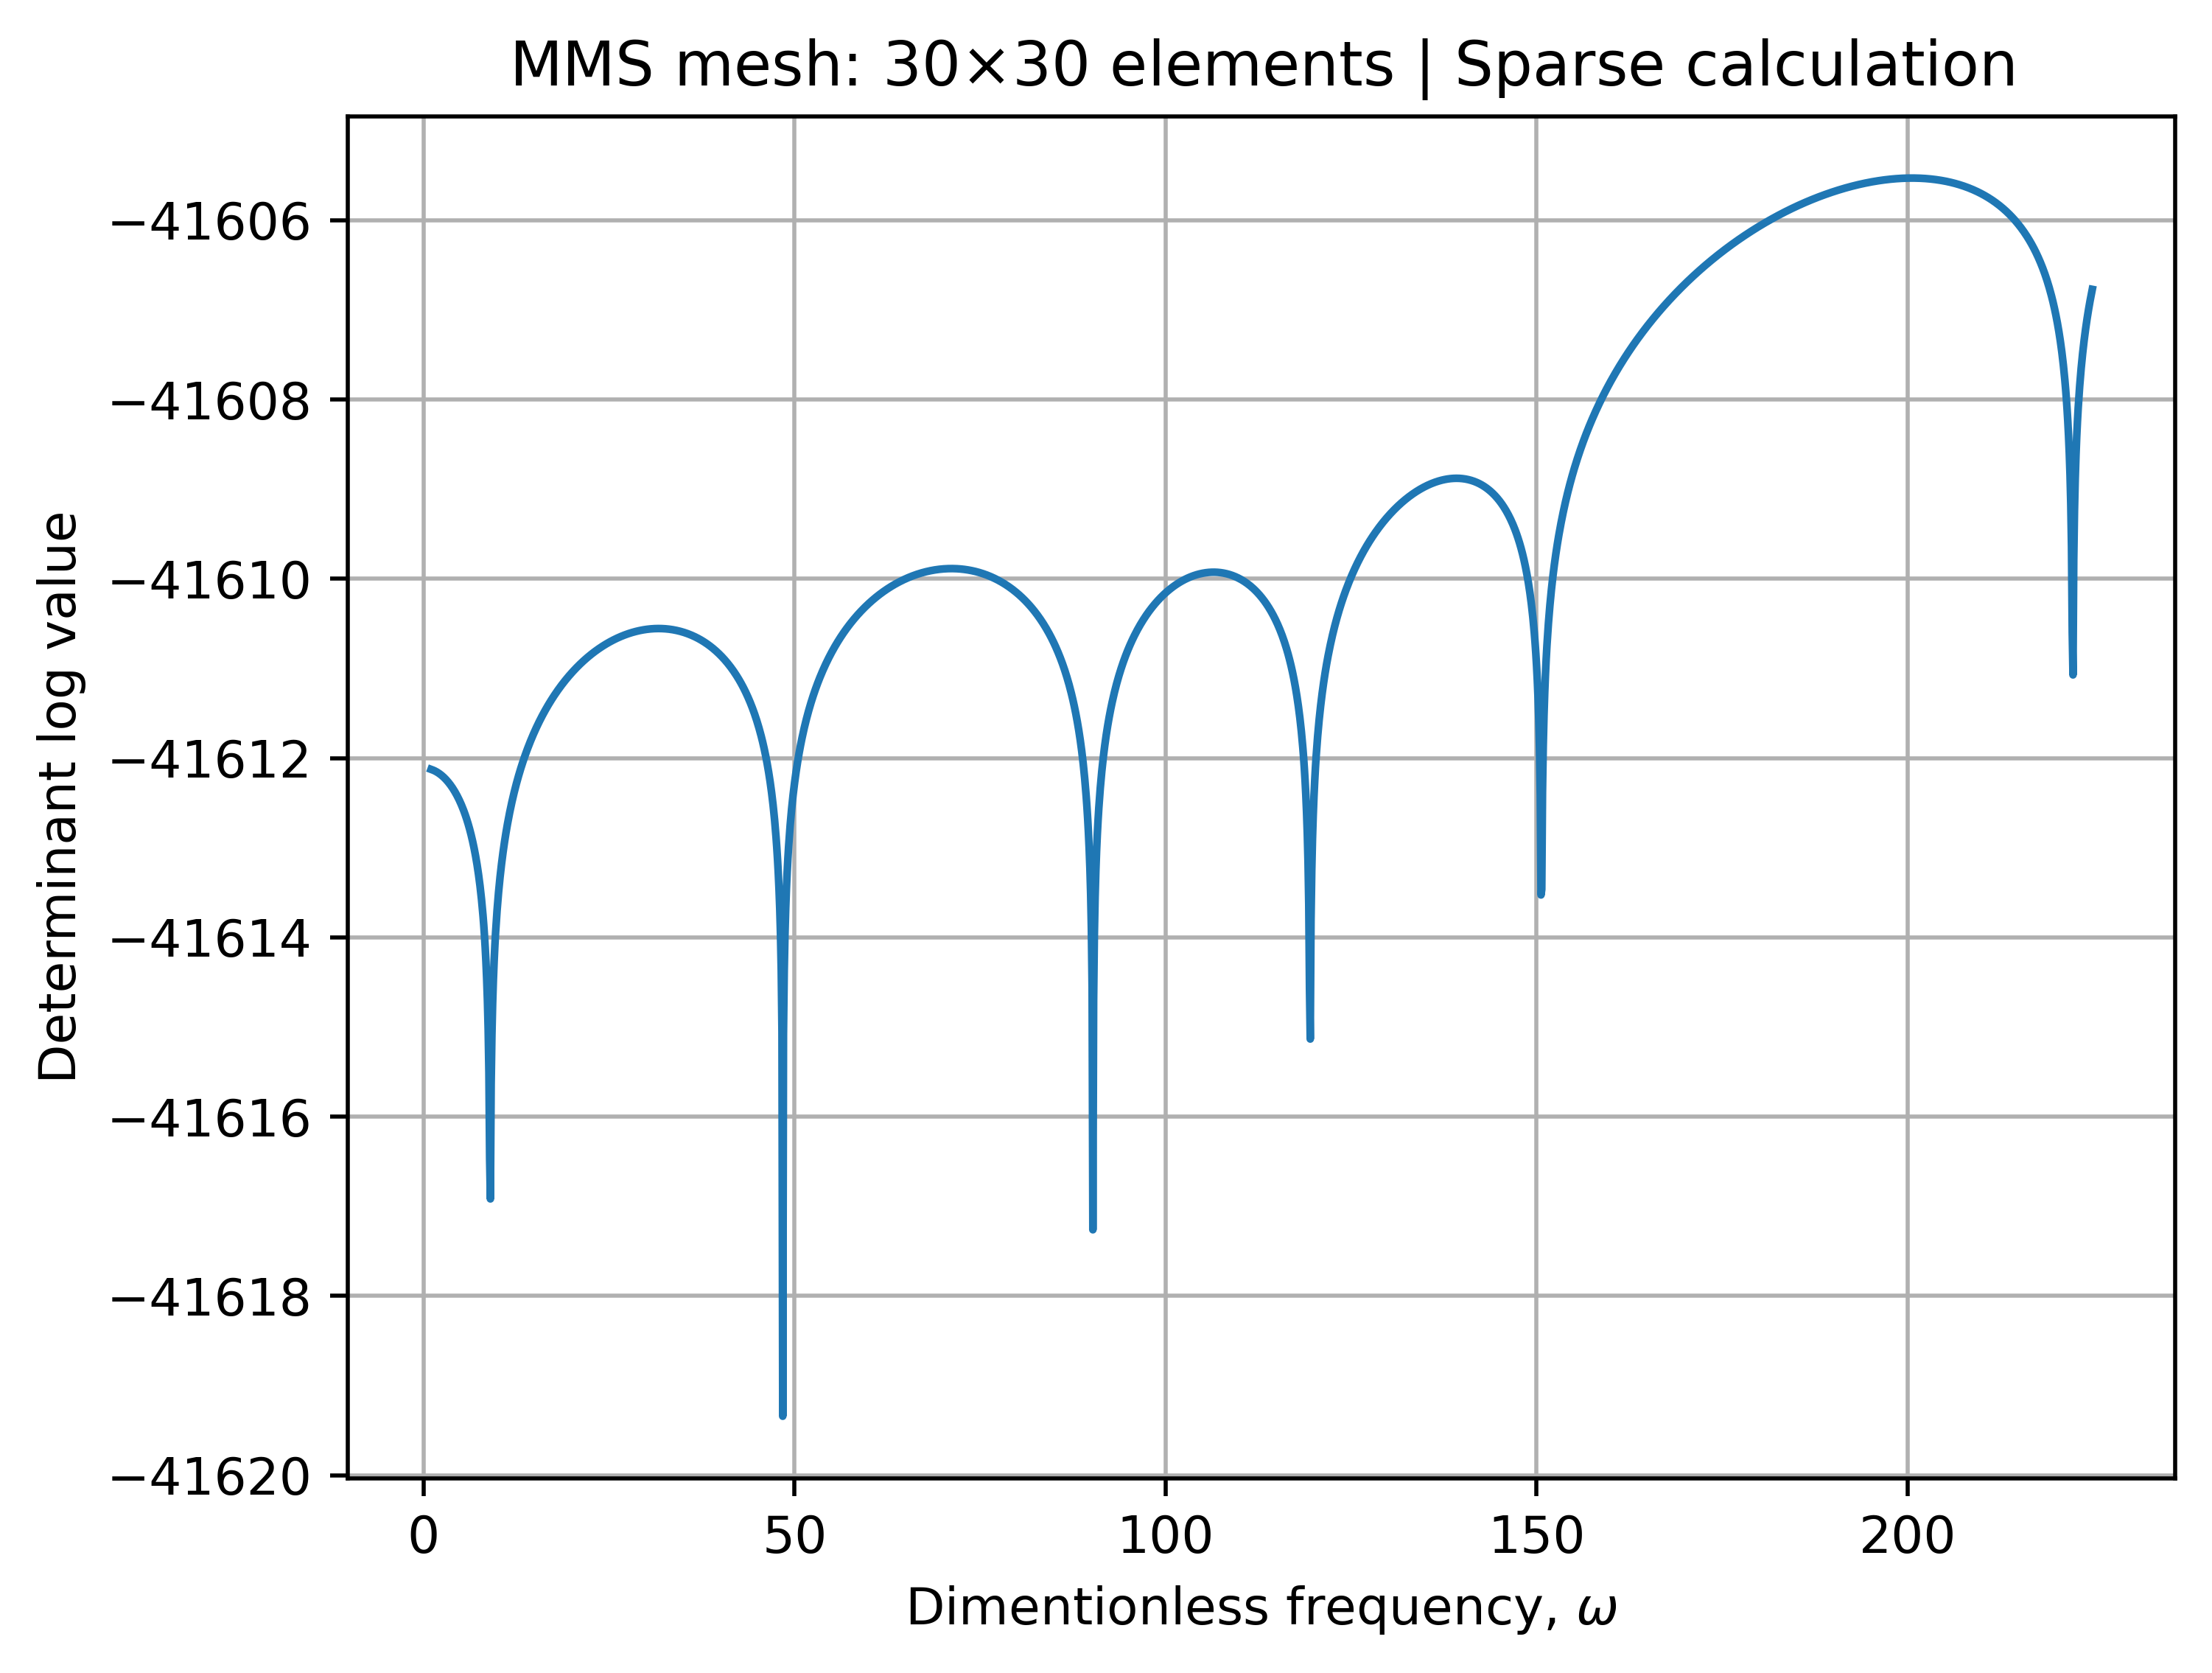 MMS mesh: 30×30 elements | Sparse calculation
−41606
−41608
−41610
−41612
−41614
−41616
−41618
−41620
Determinant log value
0 50 100 150 200
Dimentionless frequency, ω